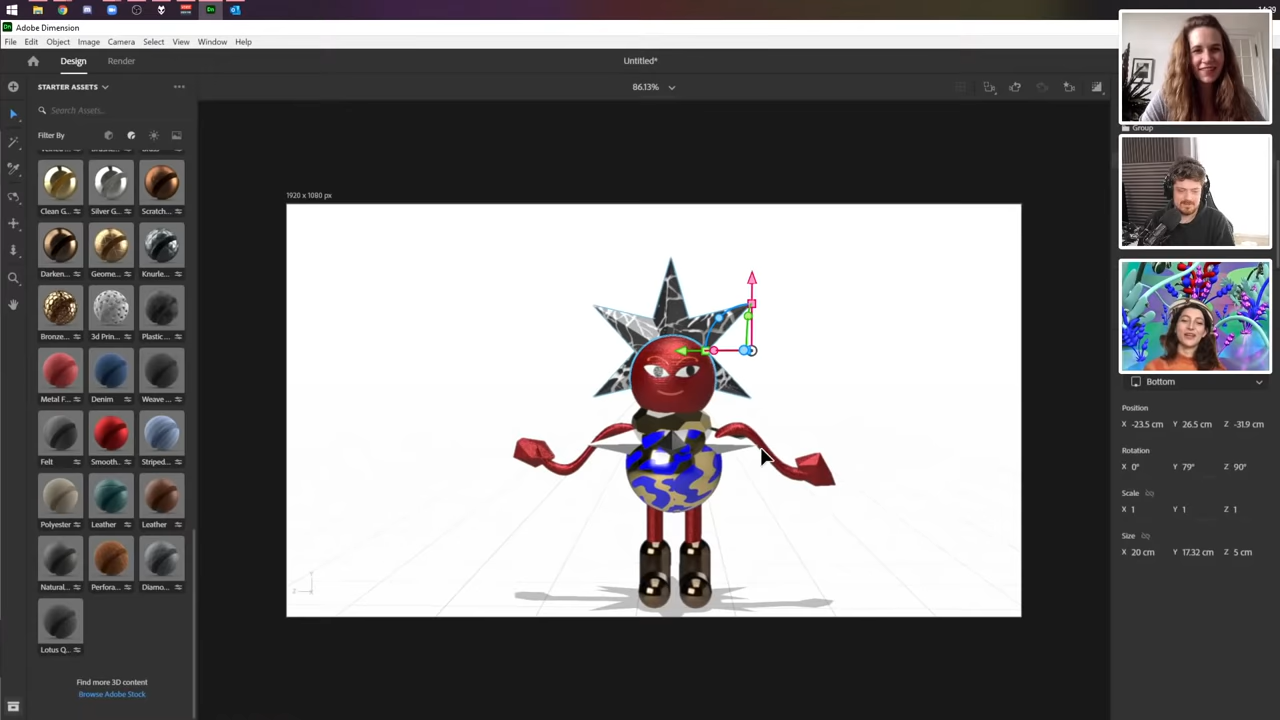 Adobe Dimension
File Edit Object Image Camera Select View Window Help
Design Render Untitled*
STARTER ASSETS
86.13%
Search Assets...
Filter By
Group
Clean G... Silver G... Scratch...
1920 x 1080 px
Darken... Geome... Knurle...
Bronze... 3d Prin... Plastic...
Metal F... Denim Weave ...
Bottom
Position
X -23.5 cm Y 26.5 cm Z -31.9 cm
Felt Smooth... Striped...
Rotation
X 0° Y 79° Z 90°
Scale
X 1 Y 1 Z 1
Polyester Leather Leather
Size
X 20 cm Y 17.32 cm Z 5 cm
Natural... Perfora... Diamo...
Lotus Q...
Find more 3D content
Browse Adobe Stock